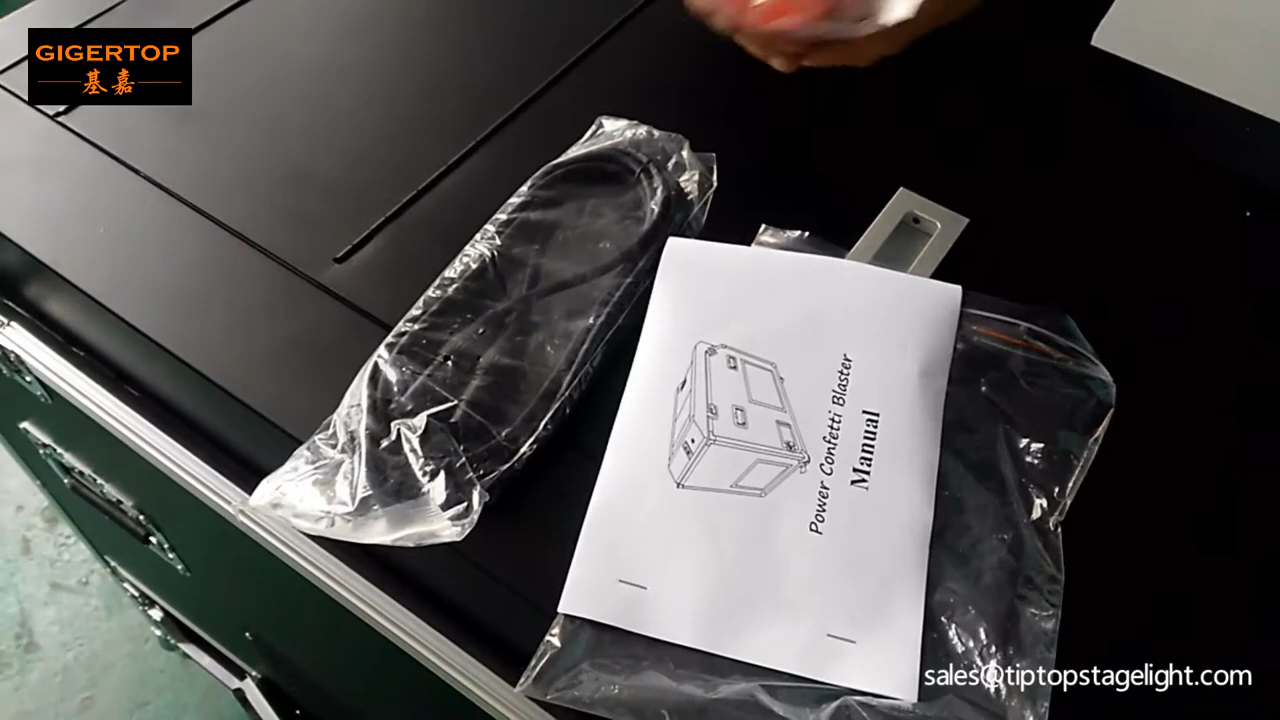 GIGERTOP
基嘉
Power Confetti Blaster
Manual
sales@tiptopstagelight.com